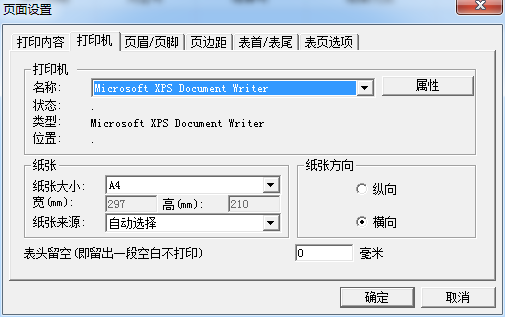 页面设置
打印内容 打印机 页眉/页脚 页边距 表首/表尾 表页选项
打印机
名称: Microsoft XPS Document Writer 属性
状态: .
类型: Microsoft XPS Document Writer
位置: .
纸张 纸张方向
纸张大小: A4 纵向
宽(mm): 297 高(mm): 210
纸张来源: 自动选择 横向
表头留空(即留出一段空白不打印) 0 毫米
确定 取消